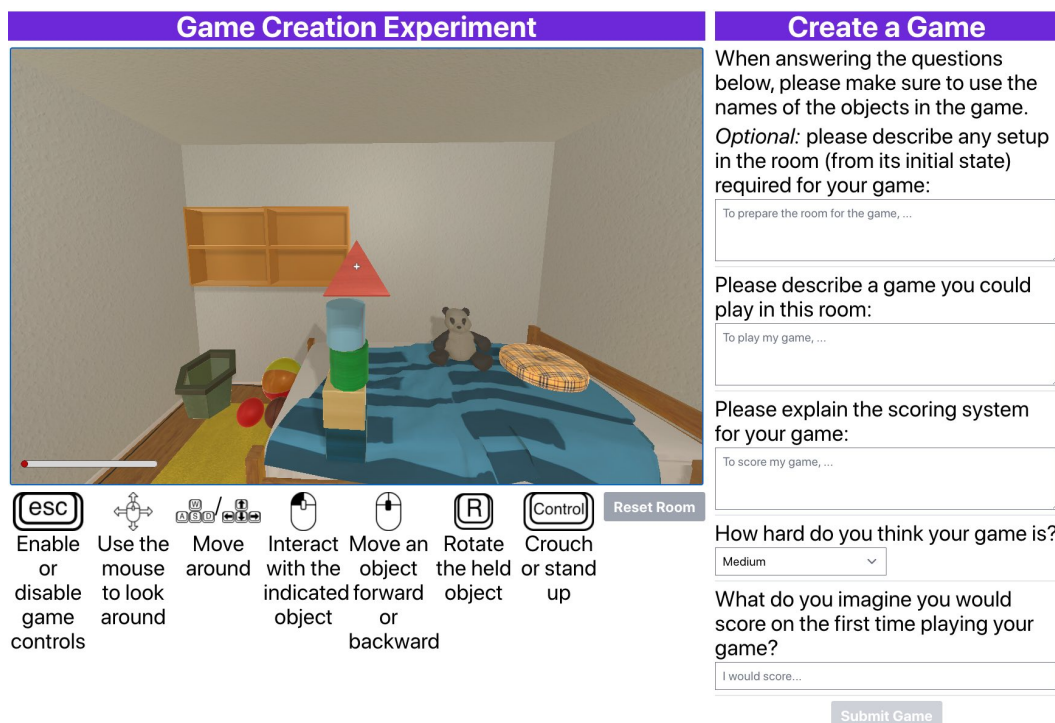 Game Creation Experiment
esc
W
A S D
/
R
Control
Reset Room
Enable
or
disable
game
controls
Use the
mouse
to look
around
Move
around
Interact
with the
indicated
object
Move an
object
forward
or
backward
Rotate
the held
object
Crouch
or stand
up
Create a Game
When answering the questions
below, please make sure to use the
names of the objects in the game.
Optional: please describe any setup
in the room (from its initial state)
required for your game:
To prepare the room for the game, ...
Please describe a game you could
play in this room:
To play my game, ...
Please explain the scoring system
for your game:
To score my game, ...
How hard do you think your game is?
Medium
What do you imagine you would
score on the first time playing your
game?
I would score...
Submit Game